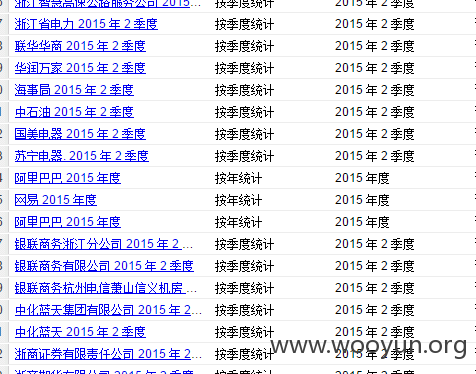 浙江智慧高速公路服务公司 2015... 按季度统计 2015 年 2 季度
7 浙江省电力 2015 年 2 季度 按季度统计 2015 年 2 季度
8 联华华商 2015 年 2 季度 按季度统计 2015 年 2 季度
9 华润万家 2015 年 2 季度 按季度统计 2015 年 2 季度
0 海事局 2015 年 2 季度 按季度统计 2015 年 2 季度
1 中石油 2015 年 2 季度 按季度统计 2015 年 2 季度
2 国美电器 2015 年 2 季度 按季度统计 2015 年 2 季度
3 苏宁电器. 2015 年 2 季度 按季度统计 2015 年 2 季度
4 阿里巴巴 2015 年度 按年统计 2015 年度
5 网易 2015 年度 按年统计 2015 年度
6 阿里巴巴 2015 年度 按年统计 2015 年度
7 银联商务浙江分公司 2015 年 2 ... 按季度统计 2015 年 2 季度
8 银联商务有限公司 2015 年 2 季度 按季度统计 2015 年 2 季度
9 银联商务杭州电信萧山信义机房 ... 按季度统计 2015 年 2 季度
0 中化蓝天集团有限公司 2015 年 2 ... 按季度统计 2015 年 2 季度
1 中化蓝天 2015 年 2 季度 按季度统计 2015 年 2 季度
2 浙商证券有限责任公司 2015 年 2 ... 按季度统计 2015 年 2 季度
www.wooyun.org